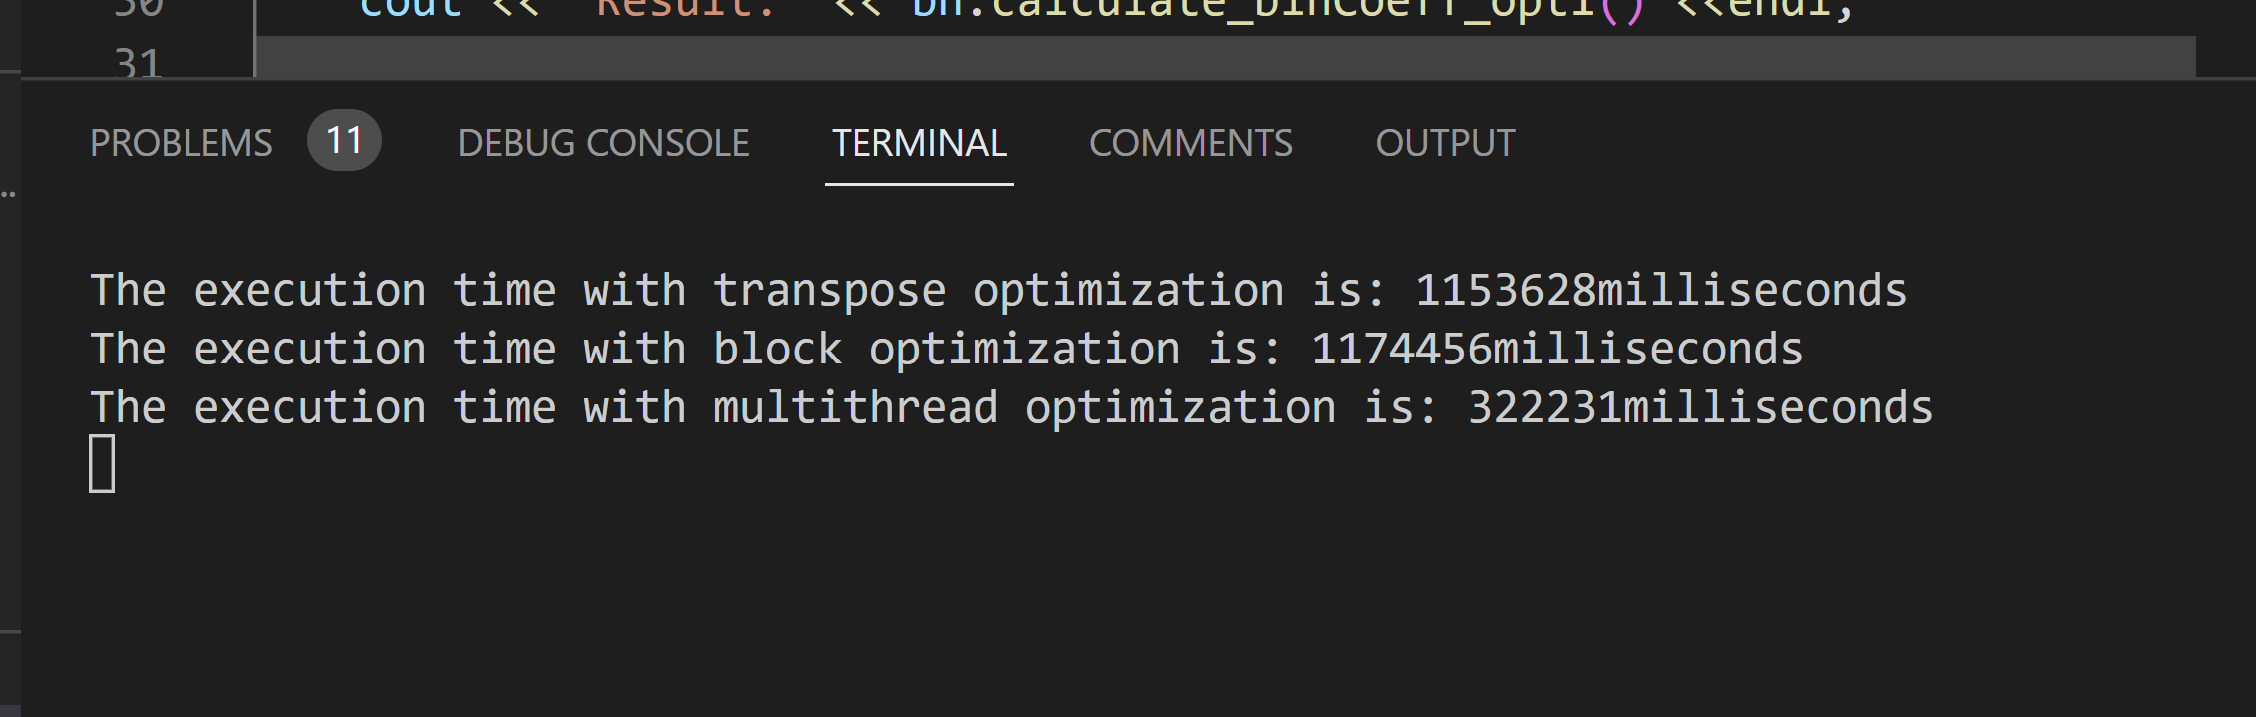 30 cout << "Result: " << bn.calculate_binCoeff_opti() <<endl;
31
PROBLEMS 11 DEBUG CONSOLE TERMINAL COMMENTS OUTPUT
The execution time with transpose optimization is: 1153628milliseconds
The execution time with block optimization is: 1174456milliseconds
The execution time with multithread optimization is: 322231milliseconds